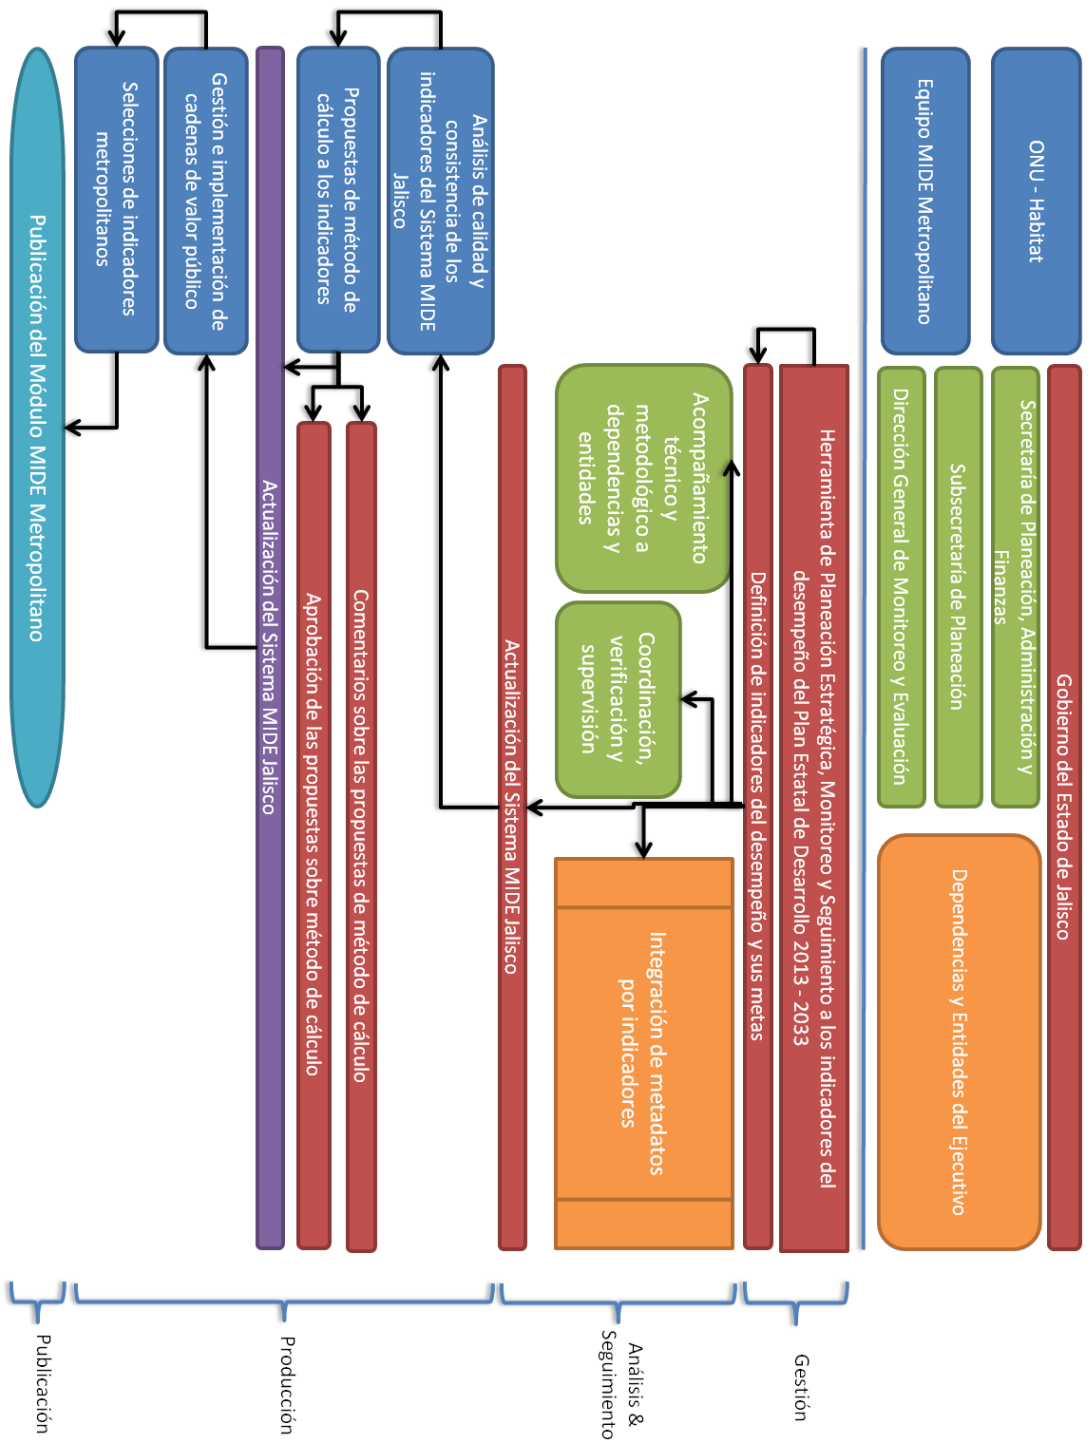 ONU - Habitat
Equipo MIDE Metropolitano
Gobierno del Estado de Jalisco
Secretaría de Planeación, Administración y
Finanzas
Subsecretaría de Planeación
Dirección General de Monitoreo y Evaluación
Dependencias y Entidades del Ejecutivo
Herramienta de Planeación Estratégica, Monitoreo y Seguimiento a los indicadores del
desempeño del Plan Estatal de Desarrollo 2013 - 2033
Definición de indicadores del desempeño y sus metas
Gestión
Acompañamiento
técnico y
metodológico a
dependencias y
entidades
Coordinación,
verificación y
supervisión
Integración de metadatos
por indicadores
Actualización del Sistema MIDE Jalisco
Análisis &
Seguimiento
Análisis de calidad y
consistencia de los
indicadores del Sistema MIDE
Jalisco
Propuestas de método de
cálculo a los indicadores
Comentarios sobre las propuestas de método de cálculo
Aprobación de las propuestas sobre método de cálculo
Actualización del Sistema MIDE Jalisco
Gestión e implementación de
cadenas de valor público
Selecciones de indicadores
metropolitanos
Producción
Publicación del Módulo MIDE Metropolitano
Publicación